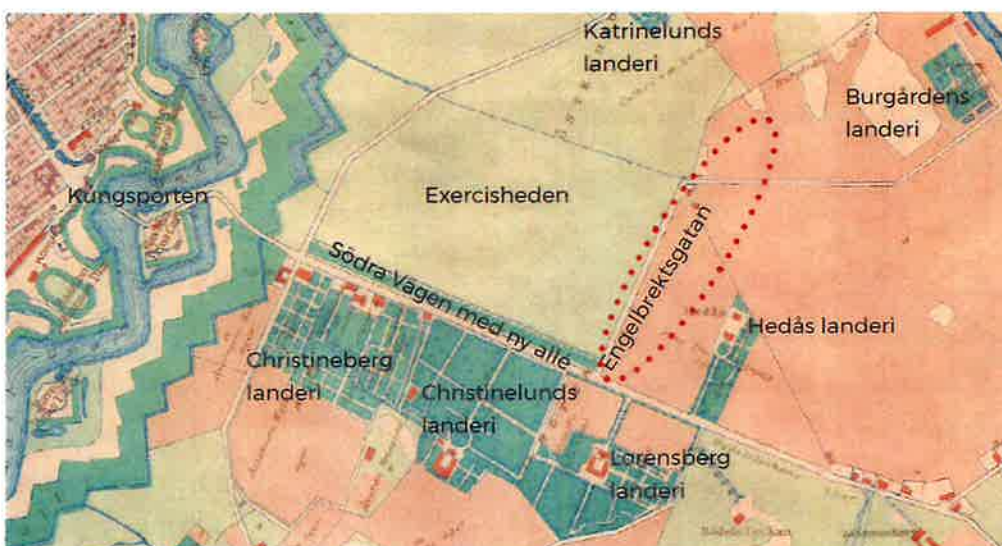 Katrinelunds
landeri
Burgårdens
landeri
Kungsporten
Exercisheden
Södra Vägen med ny allé
Engelbrektsgatan
Hedås landeri
Christineberg
landeri
Christinelunds
landeri
Lorensberg
landeri